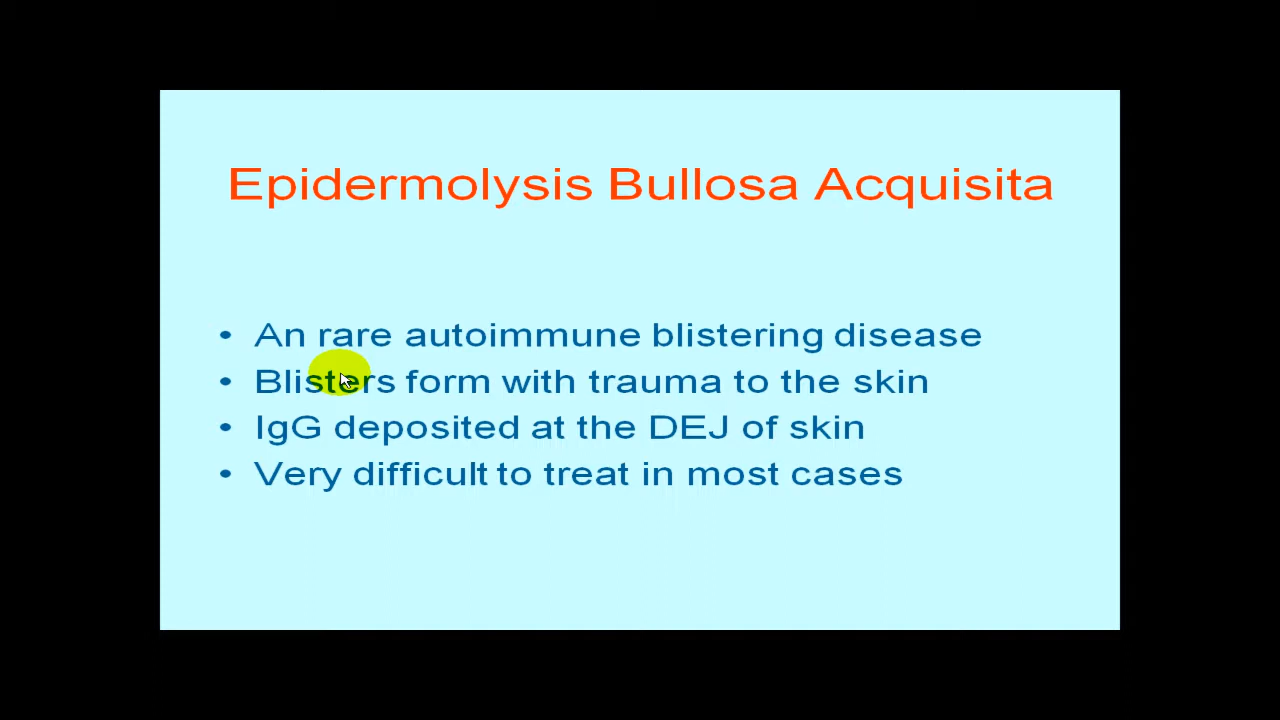 Epidermolysis Bullosa Acquisita
• An rare autoimmune blistering disease
• Blisters form with trauma to the skin
• IgG deposited at the DEJ of skin
• Very difficult to treat in most cases